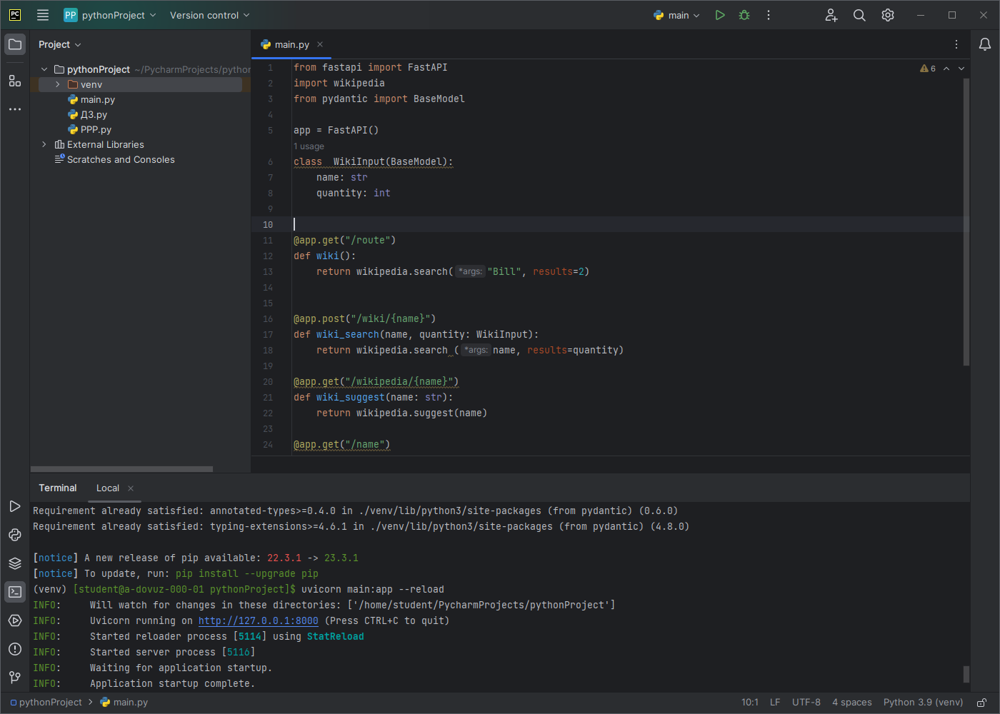 PC PP pythonProject Version control main
Project
main.py
pythonProject ~/PycharmProjects/python
venv
main.py
ДЗ.py
PPP.py
External Libraries
Scratches and Consoles
6
1 from fastapi import FastAPI
2 import wikipedia
3 from pydantic import BaseModel
4
5 app = FastAPI()
1 usage
6 class  WikiInput(BaseModel):
7     name: str
8     quantity: int
9
10
11 @app.get("/route")
12 def wiki():
13     return wikipedia.search( *args: "Bill", results=2)
14
15
16 @app.post("/wiki/{name}")
17 def wiki_search(name, quantity: WikiInput):
18     return wikipedia.search ( *args: name, results=quantity)
19
20 @app.get("/wikipedia/{name}")
21 def wiki_suggest(name: str):
22     return wikipedia.suggest(name)
23
24 @app.get("/name")
Terminal Local
Requirement already satisfied: annotated-types>=0.4.0 in ./venv/lib/python3/site-packages (from pydantic) (0.6.0)
Requirement already satisfied: typing-extensions>=4.6.1 in ./venv/lib/python3/site-packages (from pydantic) (4.8.0)
[notice] A new release of pip available: 22.3.1 -> 23.3.1
[notice] To update, run: pip install --upgrade pip
(venv) [student@a-dovuz-000-01 pythonProject]$ uvicorn main:app --reload
INFO:     Will watch for changes in these directories: ['/home/student/PycharmProjects/pythonProject']
INFO:     Uvicorn running on http://127.0.0.1:8000 (Press CTRL+C to quit)
INFO:     Started reloader process [5114] using StatReload
INFO:     Started server process [5116]
INFO:     Waiting for application startup.
INFO:     Application startup complete.
pythonProject > main.py 10:1 LF UTF-8 4 spaces Python 3.9 (venv)